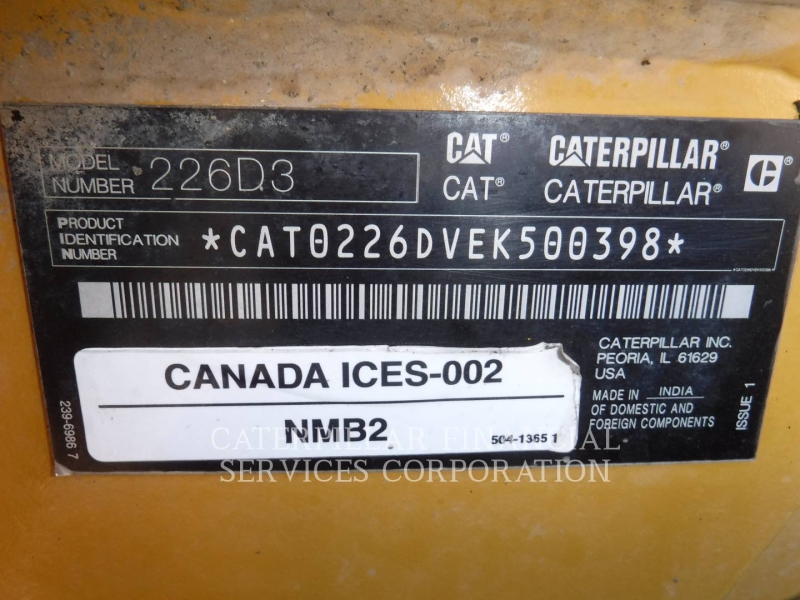 MODEL NUMBER 226D3
CAT® CATERPILLAR®
CAT® CATERPILLAR®
C
PRODUCT
IDENTIFICATION
NUMBER
*CAT0226DVEK500398*
*CAT0226DVEK500398*
CATERPILLAR INC.
PEORIA, IL 61629
USA
MADE IN INDIA
OF DOMESTIC AND
FOREIGN COMPONENTS
ISSUE 1
239-6986 7
CANADA ICES-002
NMB2
504-1365 1
CATERPILLAR FINANCIAL
SERVICES CORPORATION